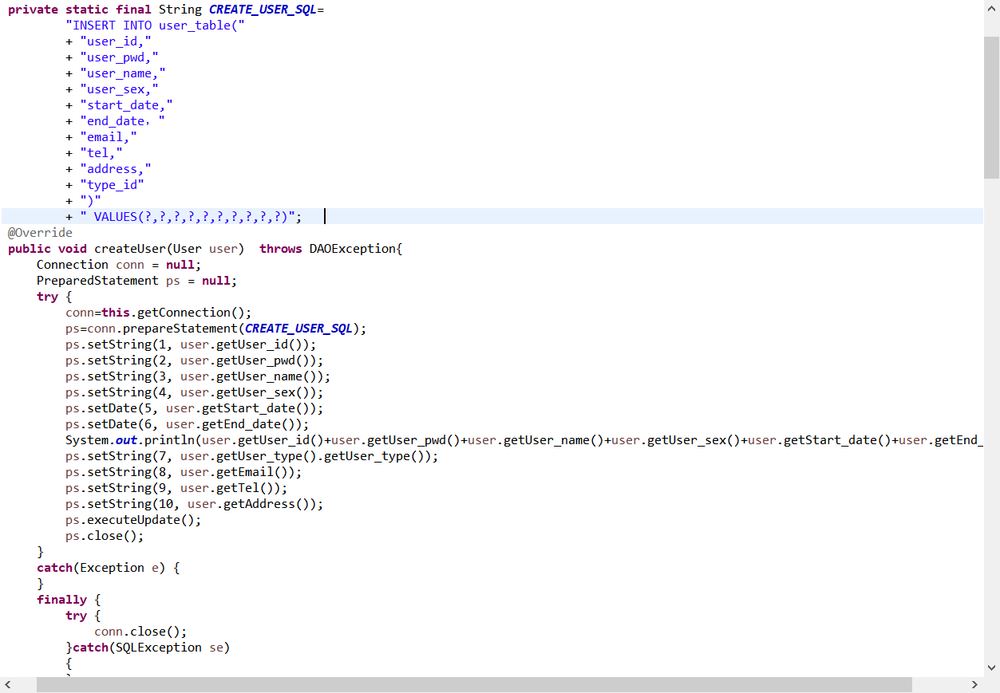 private static final String CREATE_USER_SQL=
"INSERT INTO user_table("
+ "user_id,"
+ "user_pwd,"
+ "user_name,"
+ "user_sex,"
+ "start_date,"
+ "end_date，"
+ "email,"
+ "tel,"
+ "address,"
+ "type_id"
+ ")"
+ " VALUES(?,?,?,?,?,?,?,?,?,?)";
@Override
public void createUser(User user)  throws DAOException{
Connection conn = null;
PreparedStatement ps = null;
try {
conn=this.getConnection();
ps=conn.prepareStatement(CREATE_USER_SQL);
ps.setString(1, user.getUser_id());
ps.setString(2, user.getUser_pwd());
ps.setString(3, user.getUser_name());
ps.setString(4, user.getUser_sex());
ps.setDate(5, user.getStart_date());
ps.setDate(6, user.getEnd_date());
System.out.println(user.getUser_id()+user.getUser_pwd()+user.getUser_name()+user.getUser_sex()+user.getStart_date()+user.getEnd_
ps.setString(7, user.getUser_type().getUser_type());
ps.setString(8, user.getEmail());
ps.setString(9, user.getTel());
ps.setString(10, user.getAddress());
ps.executeUpdate();
ps.close();
}
catch(Exception e) {
}
finally {
try {
conn.close();
}catch(SQLException se)
{